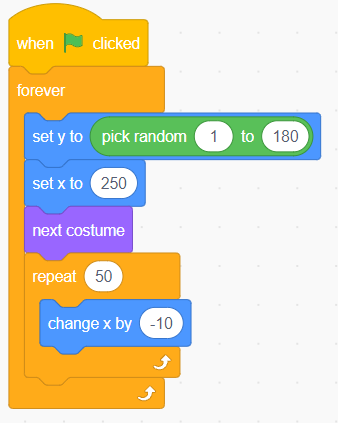 when clicked
forever
set y to pick random 1 to 180
set x to 250
next costume
repeat 50
change x by -10